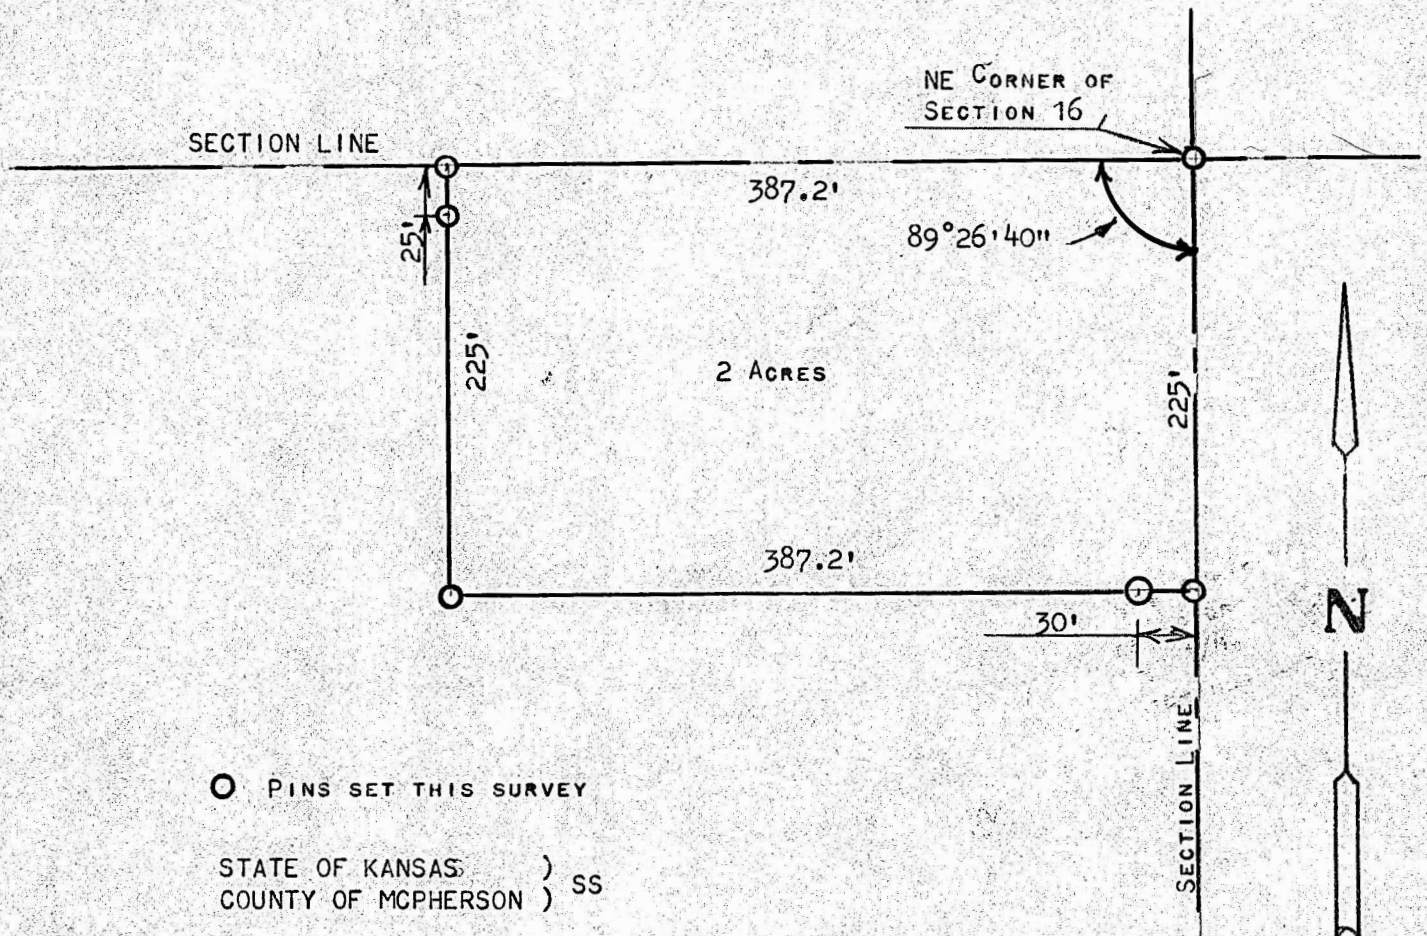 NE CORNER OF
SECTION 16
SECTION LINE
387.2'
89°26'40"
25'
225'
2 ACRES
225'
387.2'
30'
N
SECTION LINE
O PINS SET THIS SURVEY
STATE OF KANSAS )
COUNTY OF MCPHERSON ) SS